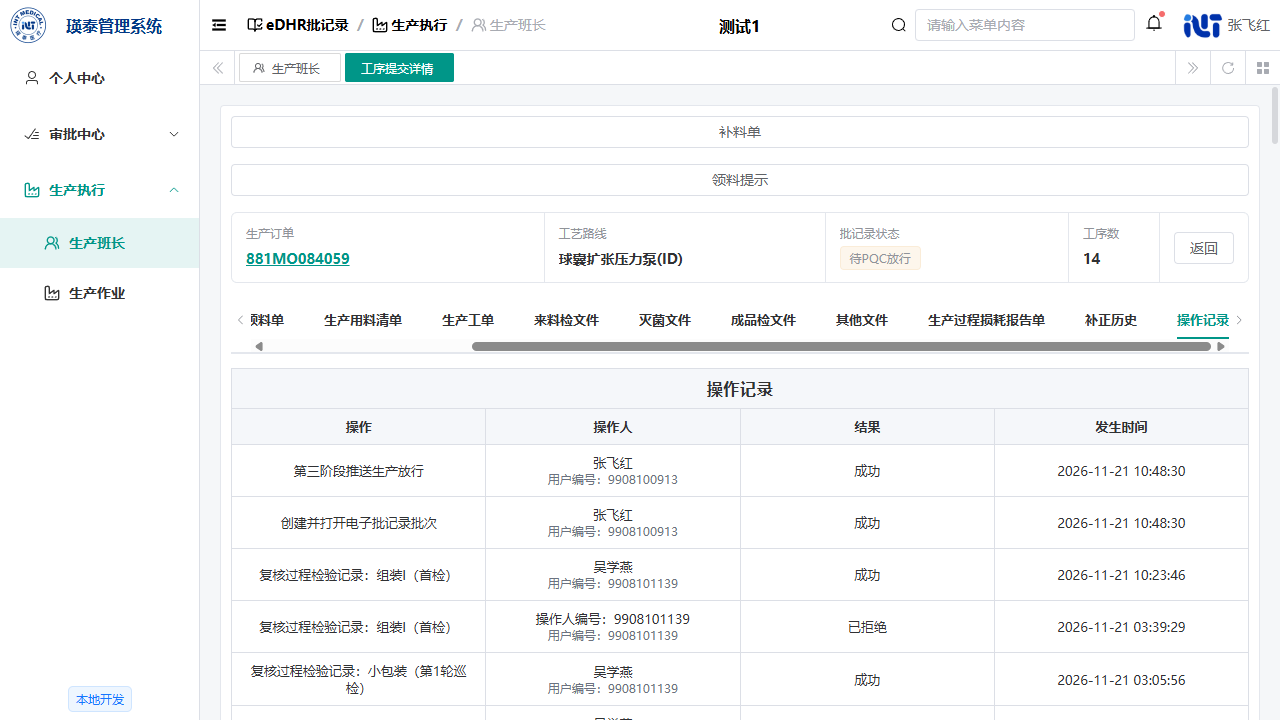 瑛泰管理系统
eDHR批记录 / 生产执行 / 生产班长
测试1
请输入菜单内容
张飞红
个人中心
审批中心
生产执行
生产班长
生产作业
本地开发
生产班长
工序提交详情
补料单
领料提示
生产订单
881MO084059
工艺路线
球囊扩张压力泵(ID)
批记录状态
待PQC放行
工序数
14
返回
料单
生产用料清单
生产工单
来料检文件
灭菌文件
成品检文件
其他文件
生产过程损耗报告单
补正历史
操作记录
操作记录
操作 操作人 结果 发生时间
第三阶段推送生产放行 张飞红 用户编号：9908100913 成功 2026-11-21 10:48:30
创建并打开电子批记录批次 张飞红 用户编号：9908100913 成功 2026-11-21 10:48:30
复核过程检验记录：组装Ⅰ（首检） 吴学燕 用户编号：9908101139 成功 2026-11-21 10:23:46
复核过程检验记录：组装Ⅰ（首检） 操作人编号：9908101139 用户编号：9908101139 已拒绝 2026-11-21 03:39:29
复核过程检验记录：小包装（第1轮巡检） 吴学燕 用户编号：9908101139 成功 2026-11-21 03:05:56